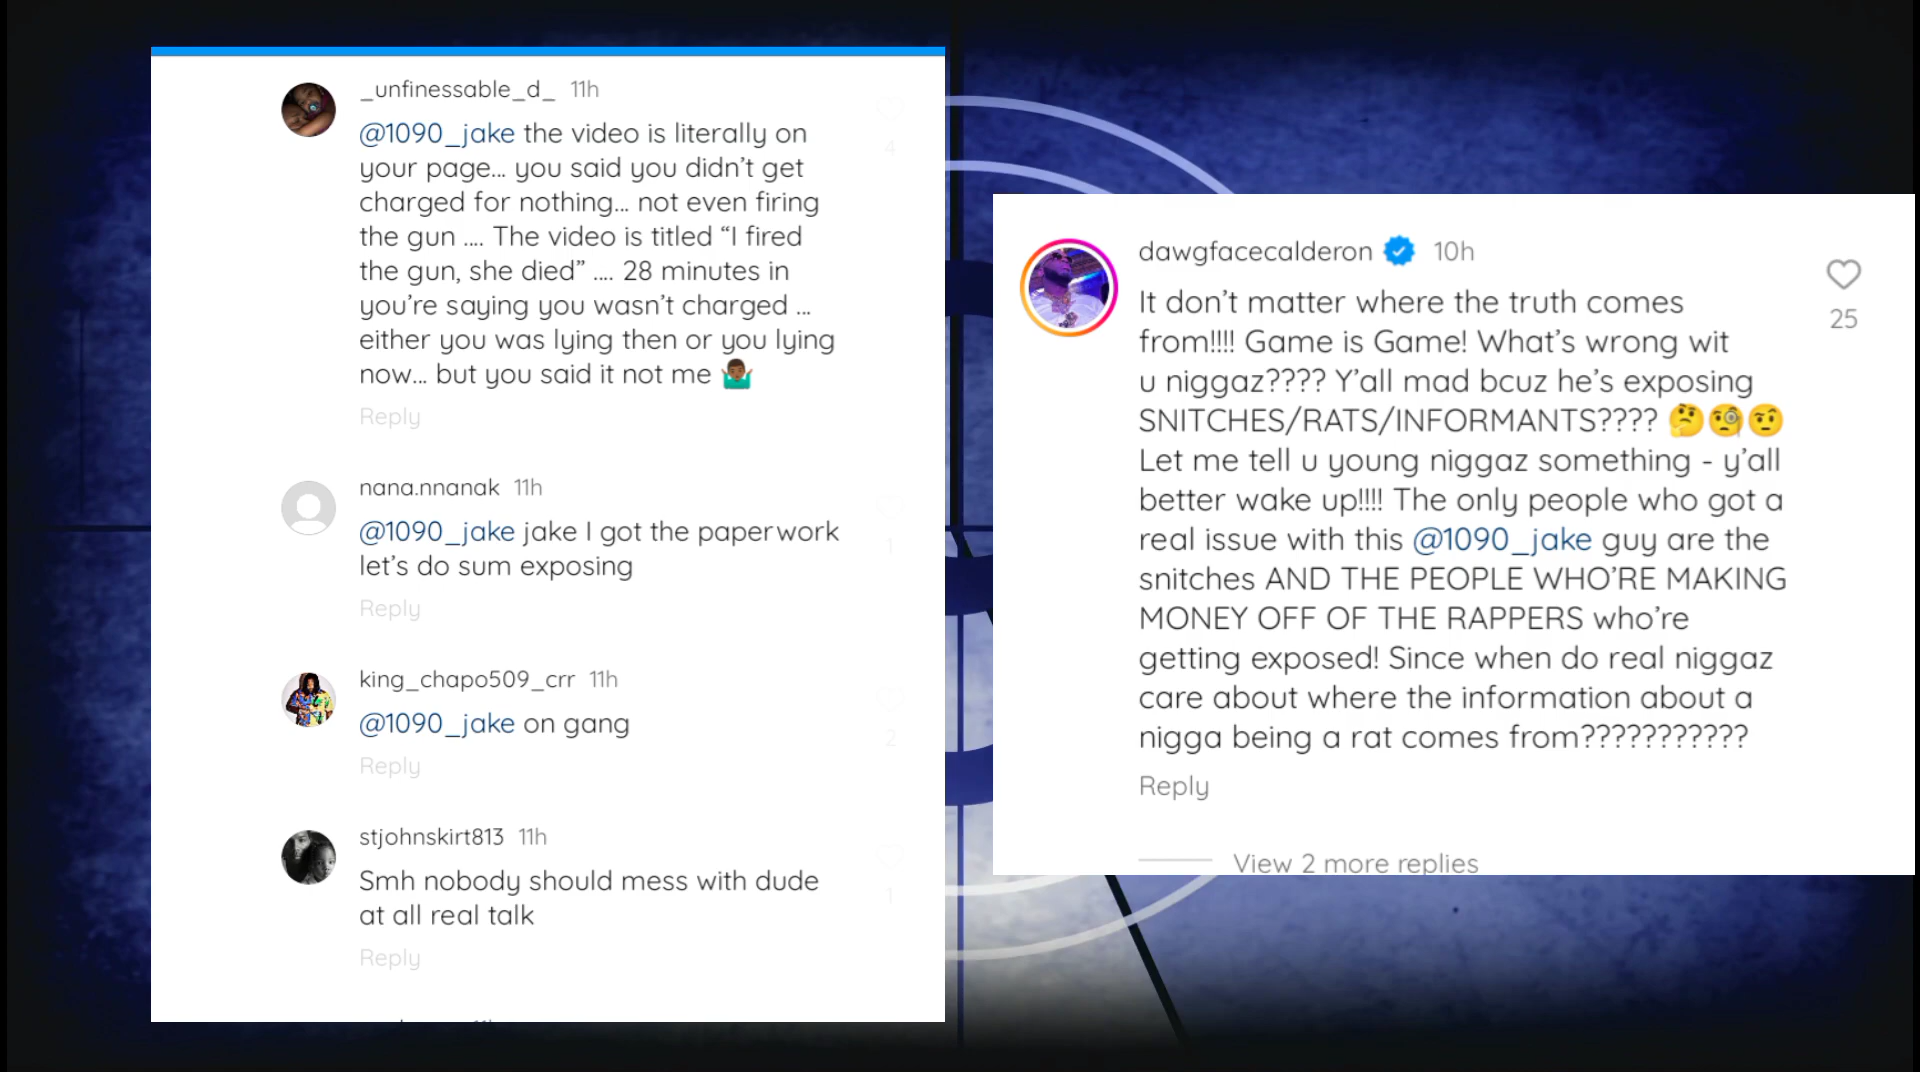 _unfinessable_d_ 11h
@1090_jake the video is literally on
your page... you said you didn't get
charged for nothing... not even firing
the gun .... The video is titled “I fired
the gun, she died” .... 28 minutes in
you're saying you wasn't charged ...
either you was lying then or you lying
now... but you said it not me 🤷🏾‍♂️
4
Reply
nana.nnanak 11h
@1090_jake jake I got the paperwork
let's do sum exposing
1
Reply
king_chapo509_crr 11h
@1090_jake on gang
2
Reply
stjohnskirt813 11h
Smh nobody should mess with dude
at all real talk
1
Reply
dawgfacecalderon 10h
It don't matter where the truth comes
from!!!! Game is Game! What's wrong wit
u niggaz???? Y'all mad bcuz he's exposing
SNITCHES/RATS/INFORMANTS???? 🤔🧐🤨
Let me tell u young niggaz something - y'all
better wake up!!!! The only people who got a
real issue with this @1090_jake guy are the
snitches AND THE PEOPLE WHO'RE MAKING
MONEY OFF OF THE RAPPERS who're
getting exposed! Since when do real niggaz
care about where the information about a
nigga being a rat comes from???????????
25
Reply
View 2 more replies